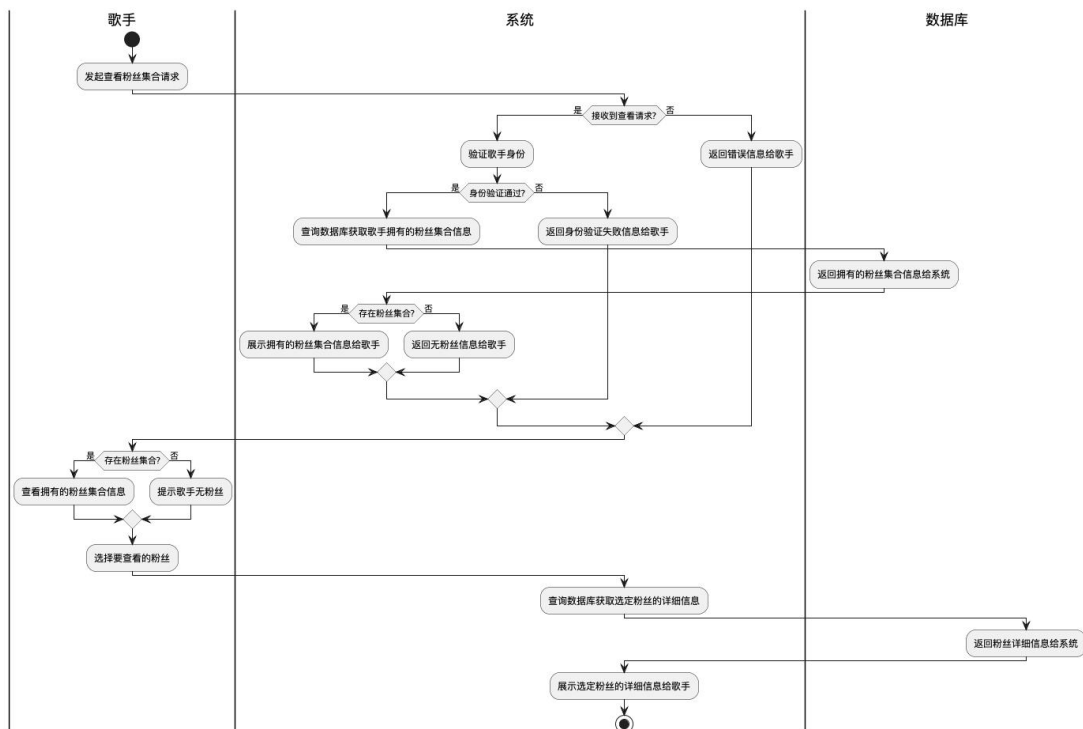 歌手
系统
数据库
发起查看粉丝集合请求
是
接收到查看请求?
否
验证歌手身份
返回错误信息给歌手
是
身份验证通过?
否
查询数据库获取歌手拥有的粉丝集合信息
返回身份验证失败信息给歌手
返回拥有的粉丝集合信息给系统
是
存在粉丝集合?
否
展示拥有的粉丝集合信息给歌手
返回无粉丝信息给歌手
是
存在粉丝集合?
否
查看拥有的粉丝集合信息
提示歌手无粉丝
选择要查看的粉丝
查询数据库获取选定粉丝的详细信息
返回粉丝详细信息给系统
展示选定粉丝的详细信息给歌手